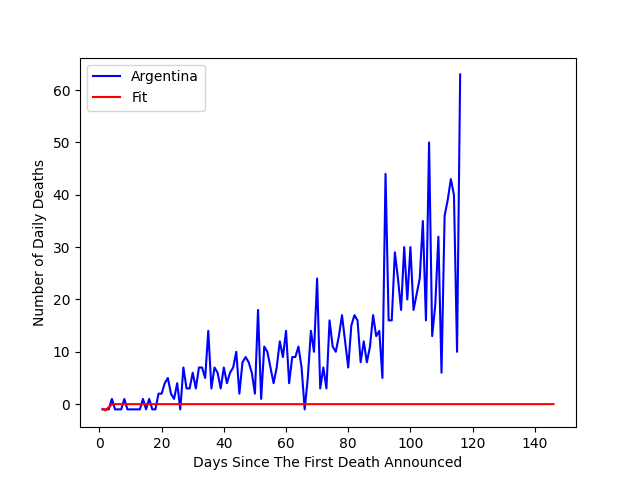 Argentina
Fit
60
50
40
30
20
10
0
Number of Daily Deaths
0 20 40 60 80 100 120 140
Days Since The First Death Announced